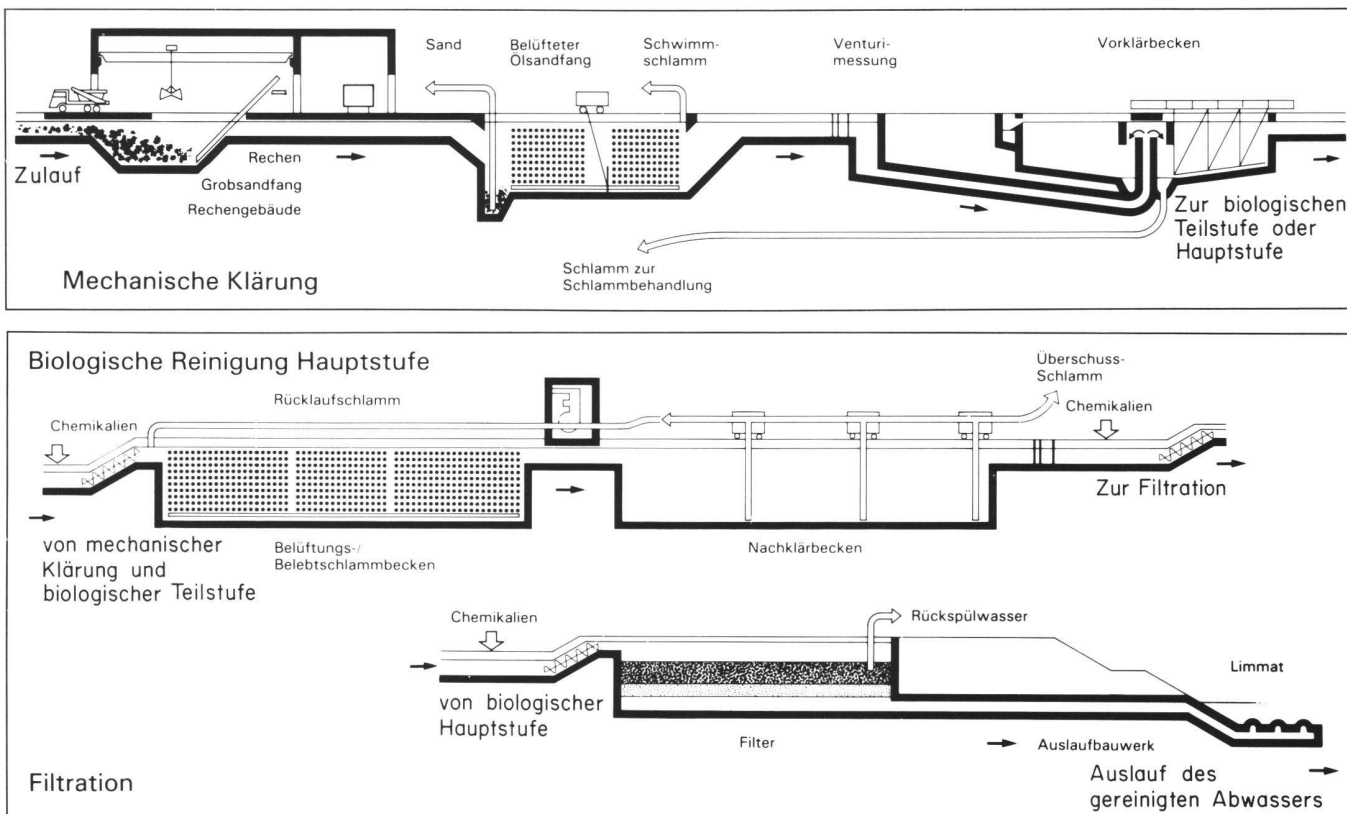 Sand
Belüfteter
Ölsandfang
Schwimm-
schlamm
Venturi-
messung
Vorklärbecken
Zulauf
Rechen
Grobsandfang
Rechengebäude
Zur biologischen
Teilstufe oder
Hauptstufe
Schlamm zur
Schlammbehandlung
Mechanische Klärung
Biologische Reinigung Hauptstufe
Rücklaufschlamm
Überschuss-
Schlamm
Chemikalien
Chemikalien
Zur Filtration
von mechanischer
Klärung und
biologischer Teilstufe
Belüftungs-/
Belebtschlammbecken
Nachklärbecken
Chemikalien
Rückspülwasser
Limmat
von biologischer
Hauptstufe
Filter
Auslaufbauwerk
Auslauf des
gereinigten Abwassers
Filtration